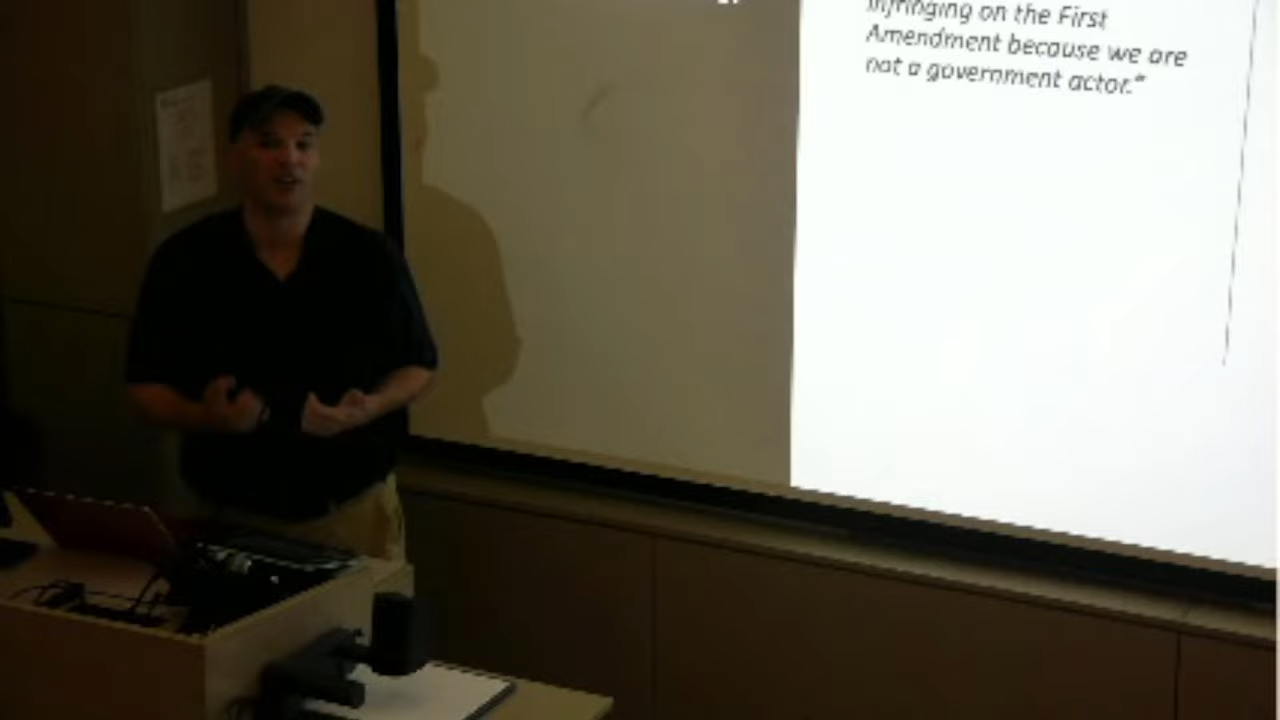 infringing on the First
Amendment because we are
not a government actor."